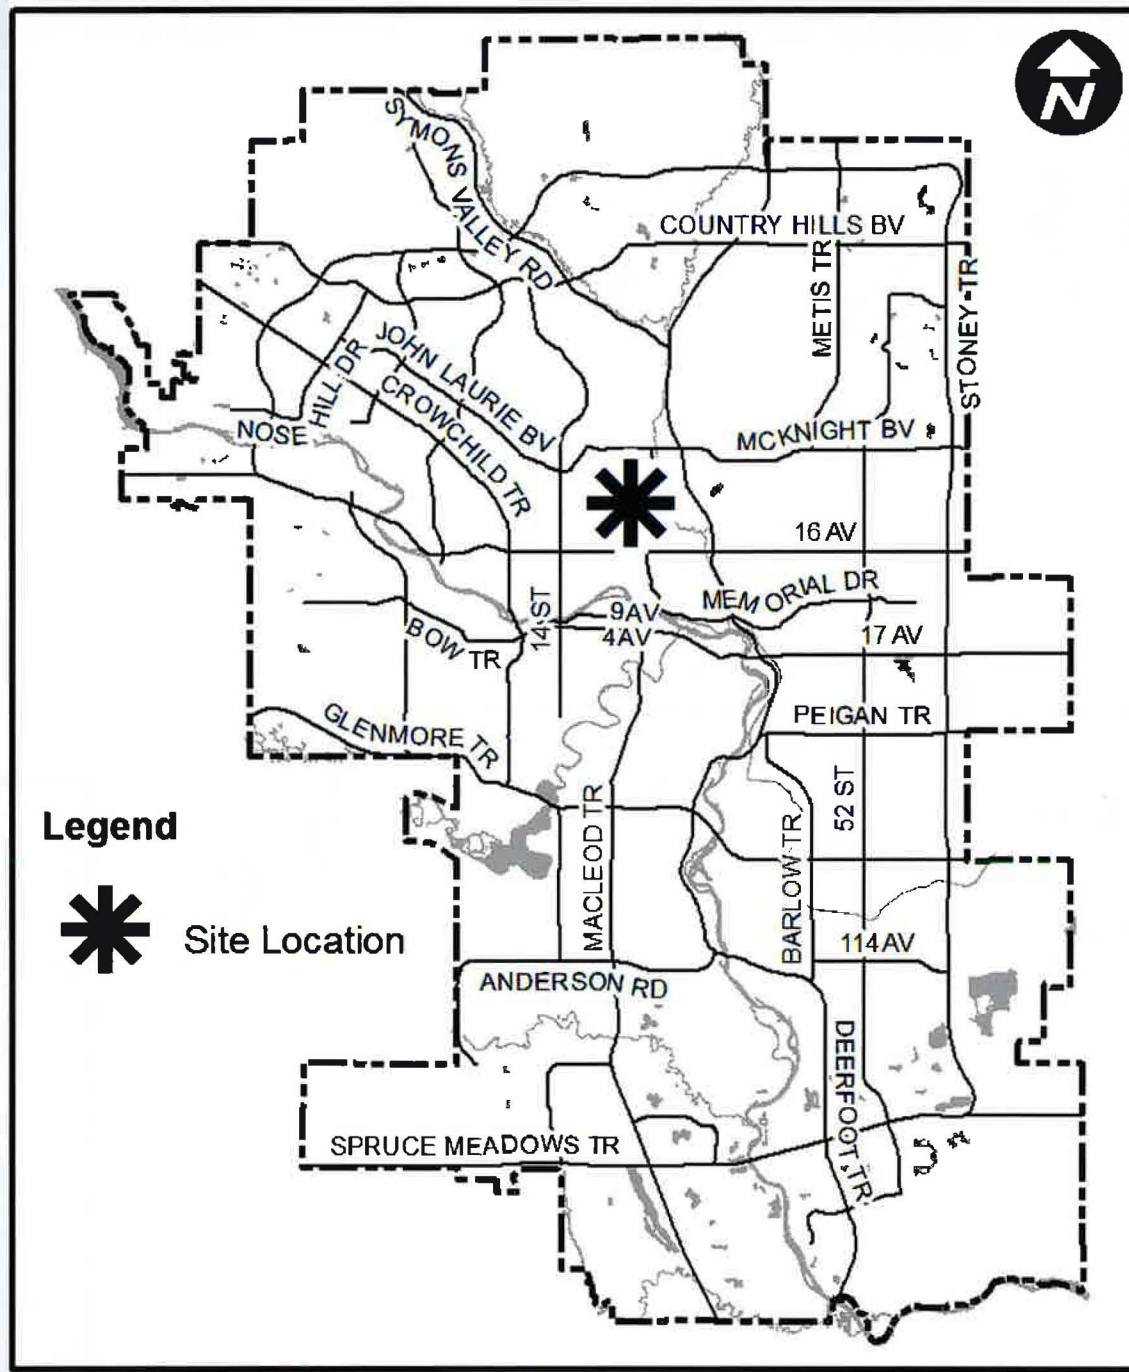 N
SYMONS VALLEY RD
COUNTRY HILLS BV
METIS TR
STONEY TR
JOHN LAURIE BV
NOSE HILL DR
CROWCHILD TR
MCKNIGHT BV
16 AV
MEMORIAL DR
9 AV
4 AV
14 ST
BOW TR
17 AV
GLENMORE TR
PEIGAN TR
52 ST
Legend
MACLEOD TR
BARLOW TR
Site Location
114 AV
ANDERSON RD
DEERFOOT TR
SPRUCE MEADOWS TR